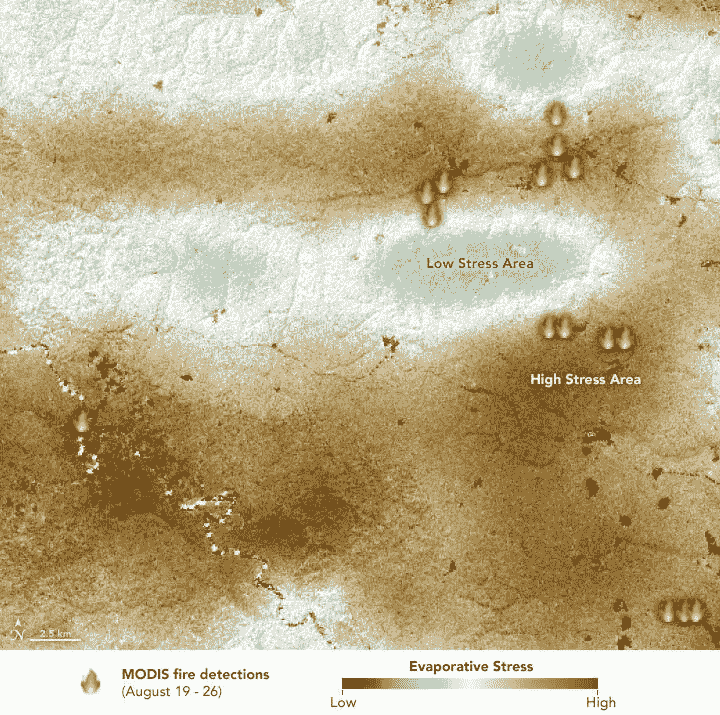 Low Stress Area
High Stress Area
N
2.5 km
MODIS fire detections
(August 19 - 26)
Evaporative Stress
Low
High